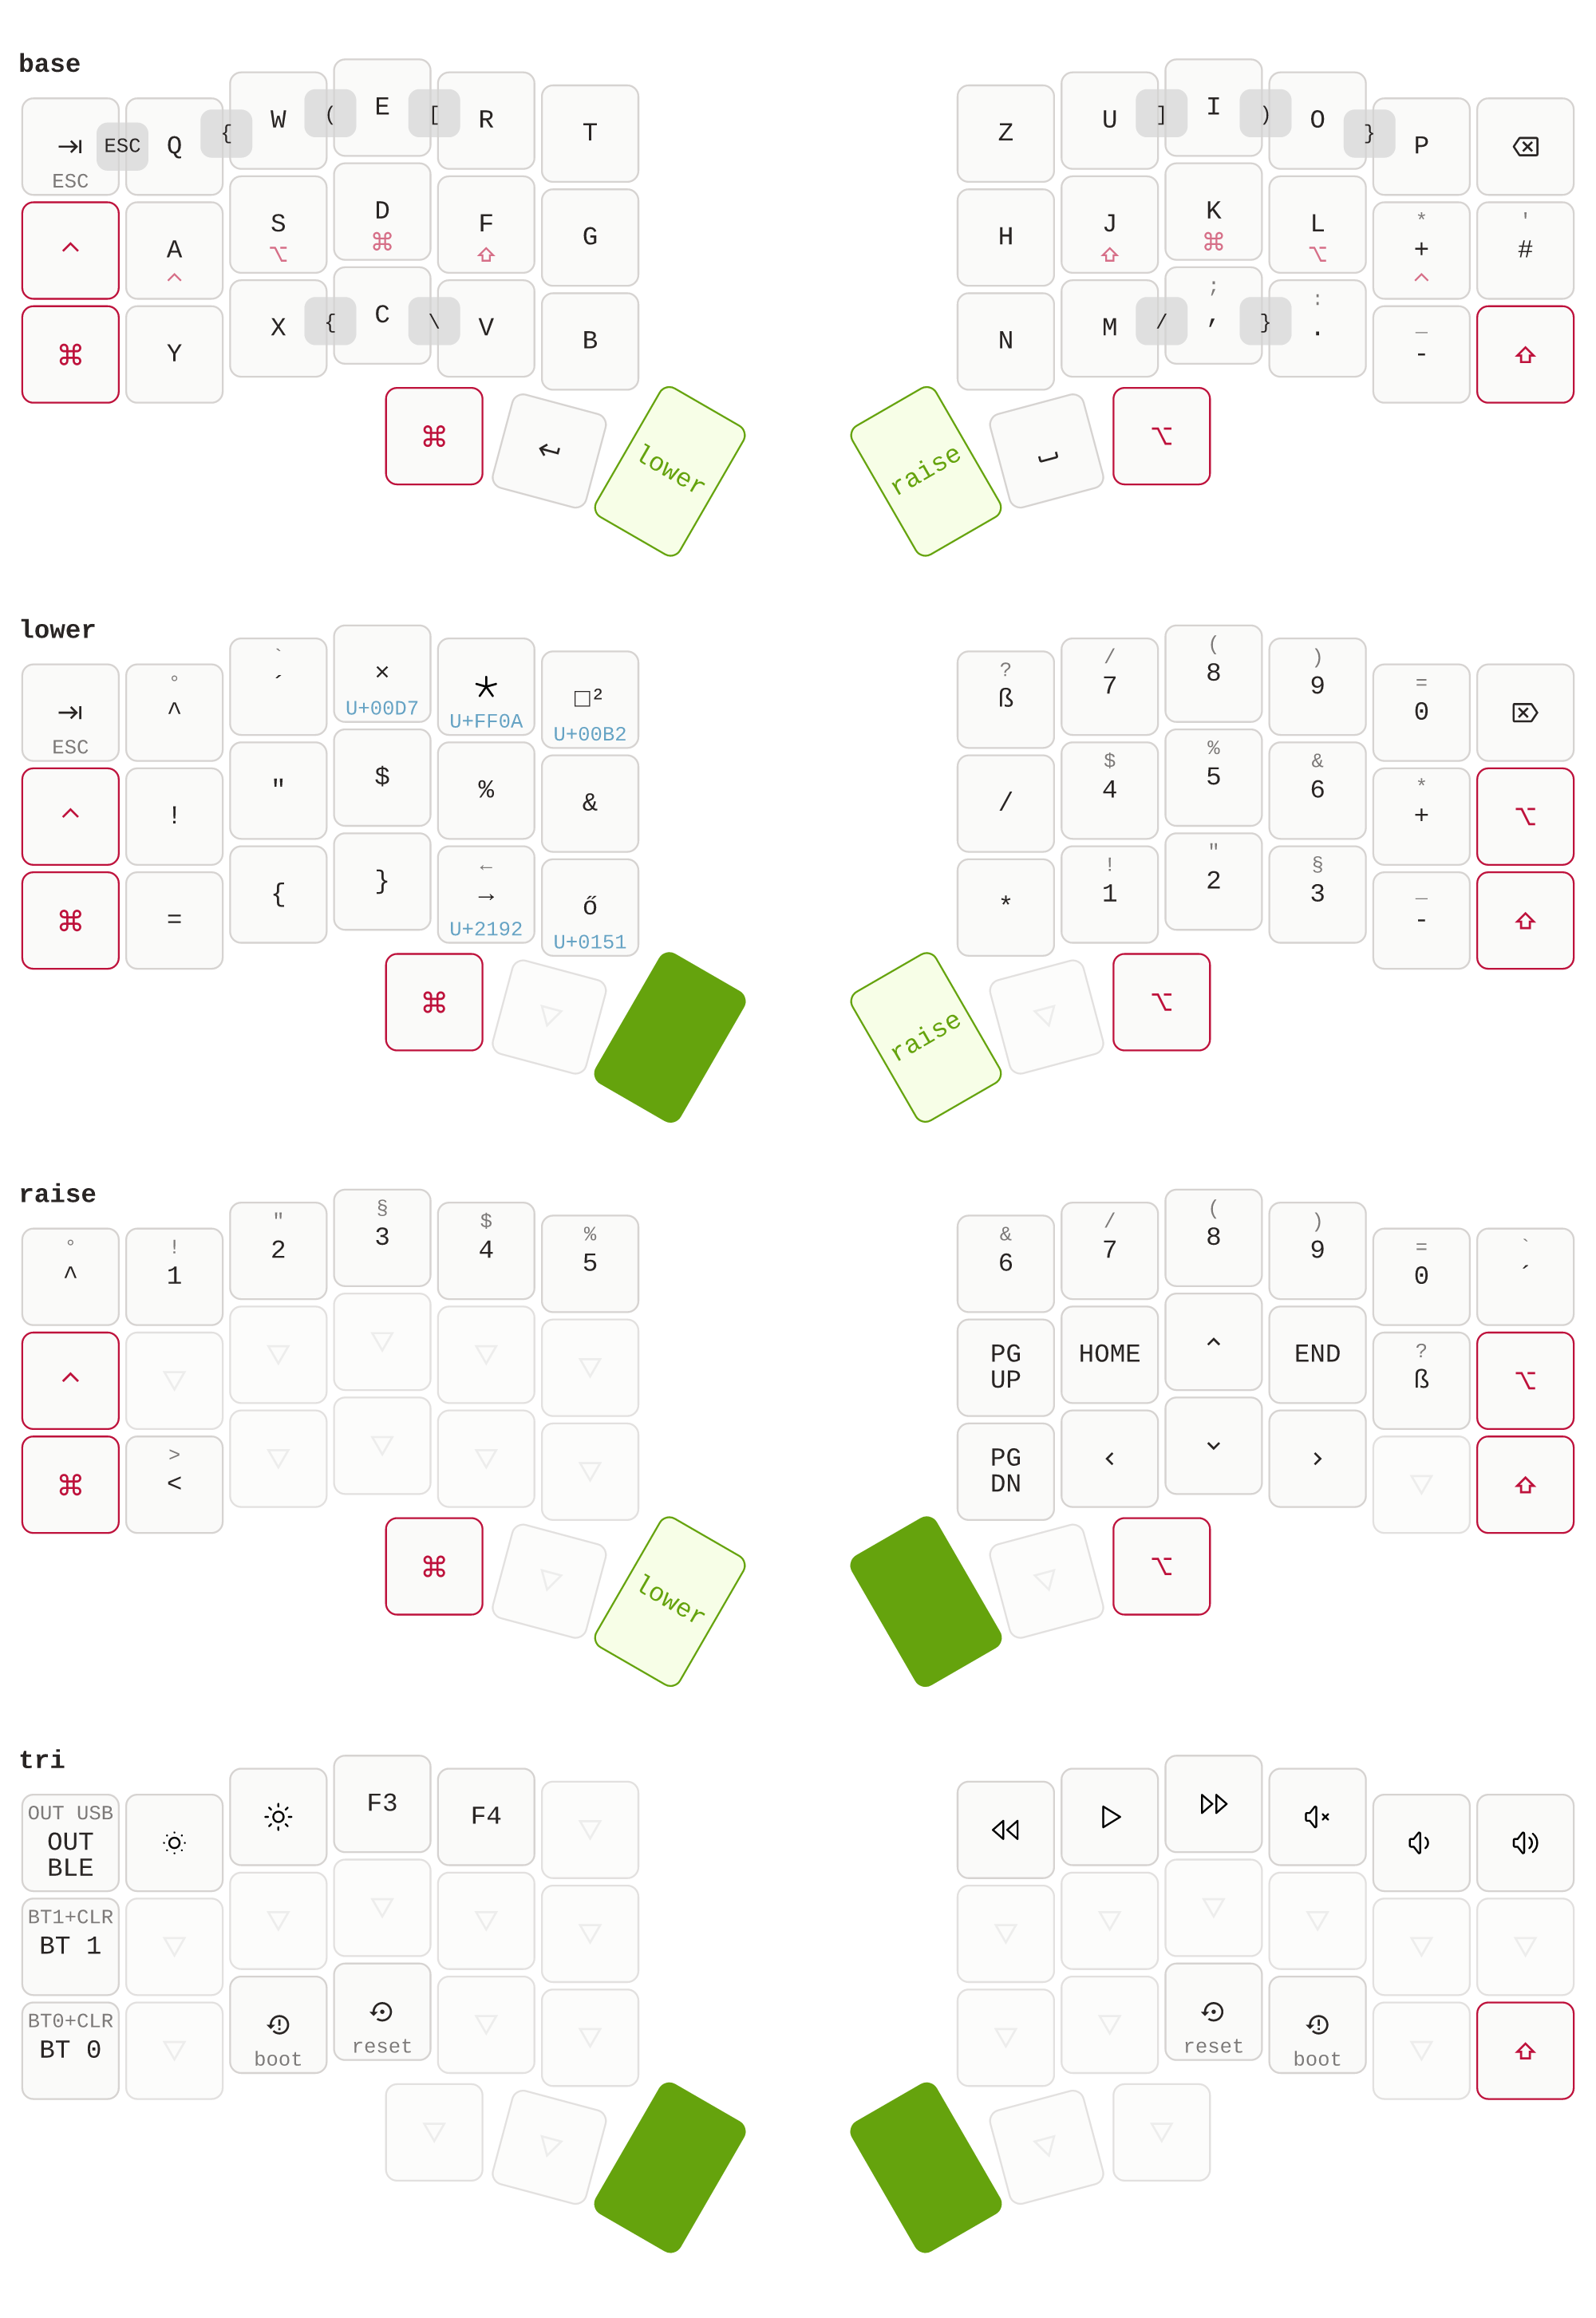 base
⇥ ESC Q { W ( E [ R T Z U ] I ) O } P ⌫
ESC
^ A S D F G H J K L * + ' #
^ ⌥ ⌘ ⇧ ⇧ ⌘ ⌥ ^
⌘ Y X { C \ V B N M / ; , } : . _ - ⇧
⌘ ↵ lower raise ␣ ⌥
lower
⇥ ° ^ ` ´ × * □² ? ß / 7 ( 8 ) 9 = 0 ⌦
ESC U+00D7 U+FF0A U+00B2
^ ! " $ % & / $ 4 % 5 & 6 * + ⌥
⌘ = { } ← → ő * ! 1 " 2 § 3 _ - ⇧
U+2192 U+0151
⌘ raise ⌥
raise
° ^ ! 1 " 2 § 3 $ 4 % 5 & 6 / 7 ( 8 ) 9 = 0 ` ´
^ PG HOME ^ END ? ß ⌥
UP
⌘ > < PG ‹ ⌄ › ⇧
DN
⌘ lower ⌥
tri
OUT USB
OUT F3 F4
BLE
BT1+CLR
BT 1
BT0+CLR
BT 0 boot reset reset boot ⇧